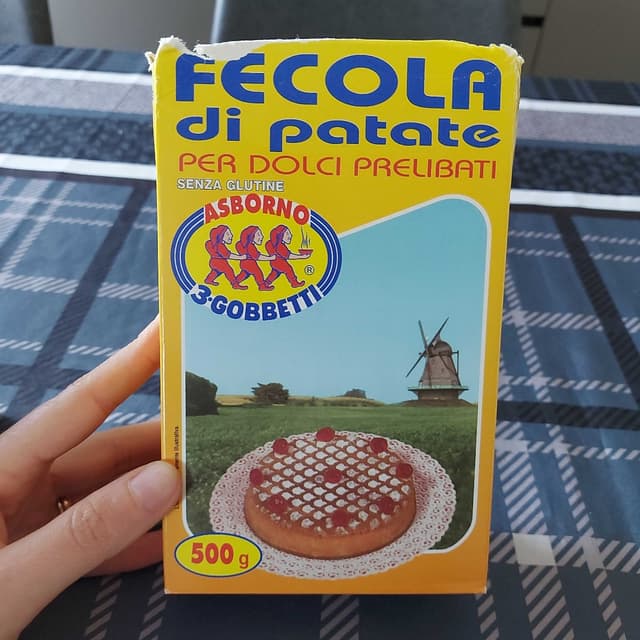 FECOLA
di patate
PER DOLCI PRELIBATI
SENZA GLUTINE
ASBORNO
®
3·GOBBETTI
500 g